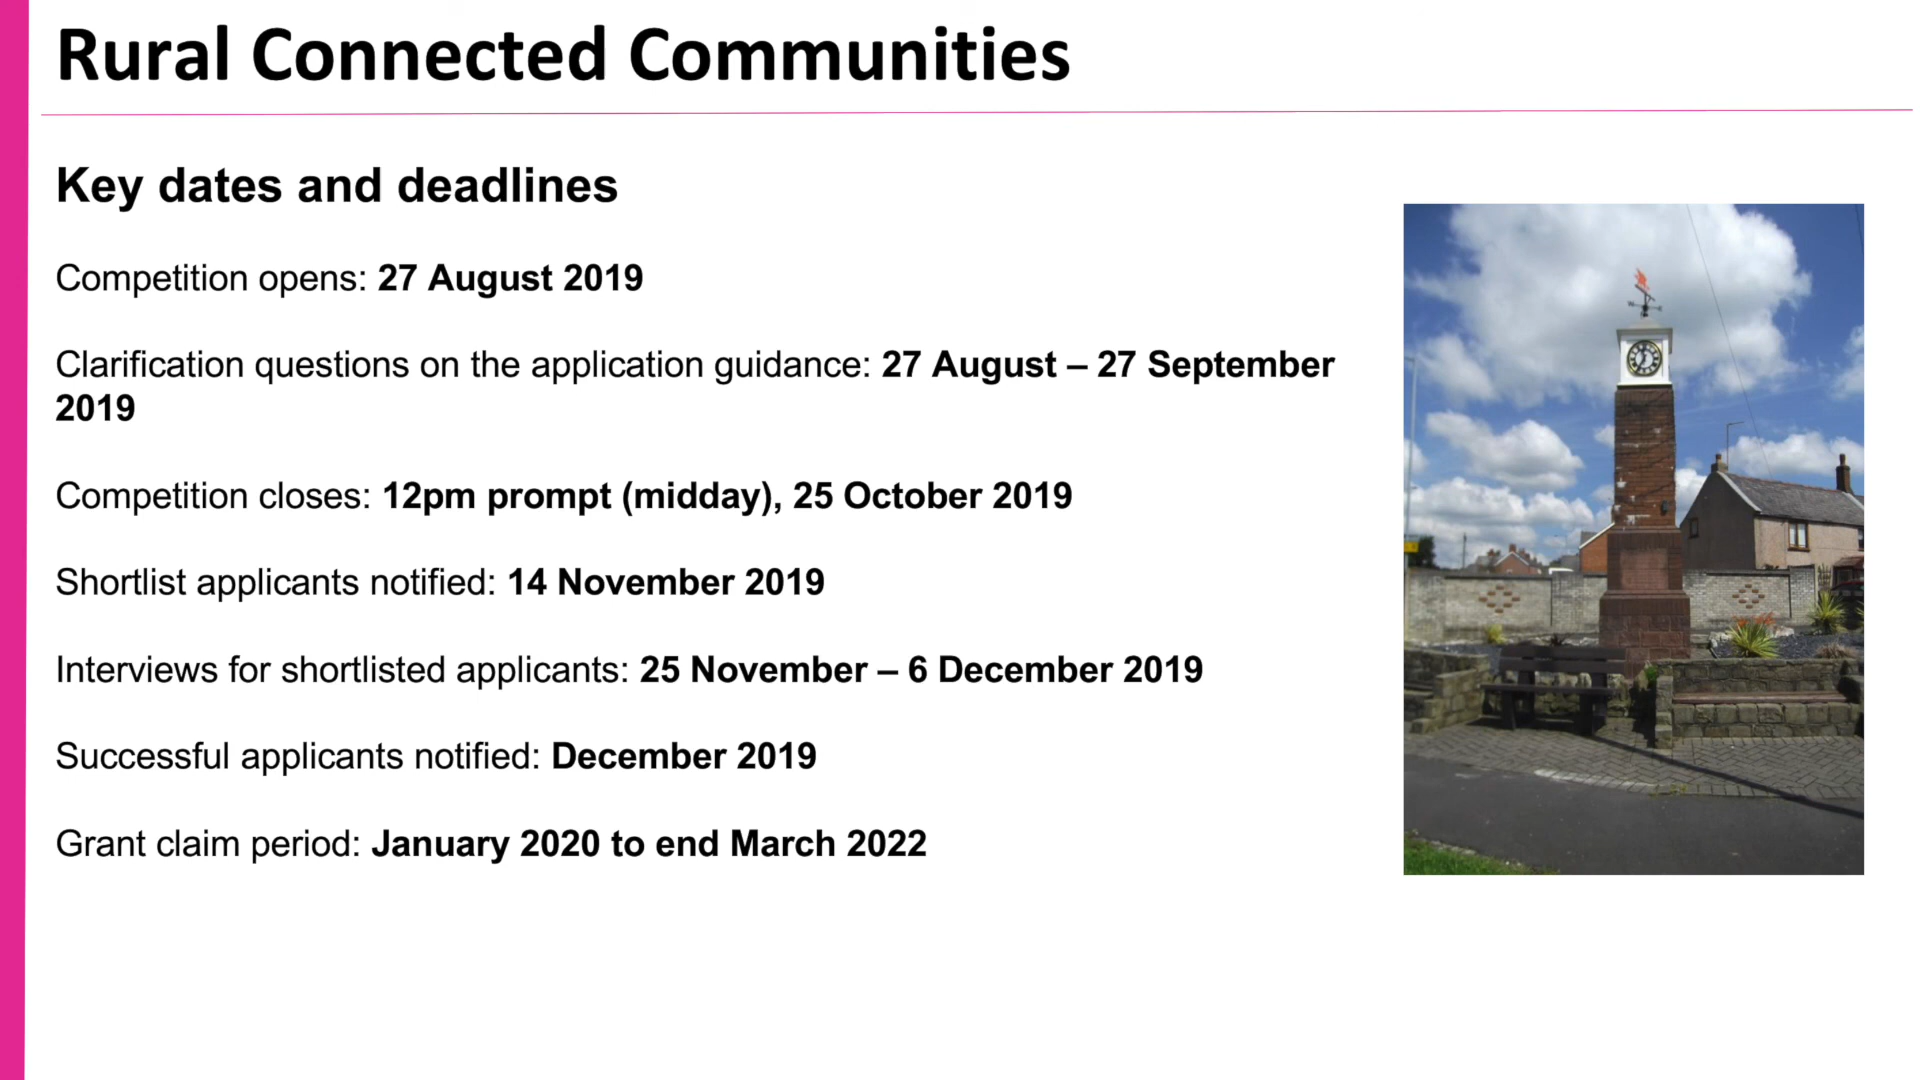 Rural Connected Communities
Key dates and deadlines
Competition opens: 27 August 2019
Clarification questions on the application guidance: 27 August – 27 September
2019
Competition closes: 12pm prompt (midday), 25 October 2019
Shortlist applicants notified: 14 November 2019
Interviews for shortlisted applicants: 25 November – 6 December 2019
Successful applicants notified: December 2019
Grant claim period: January 2020 to end March 2022